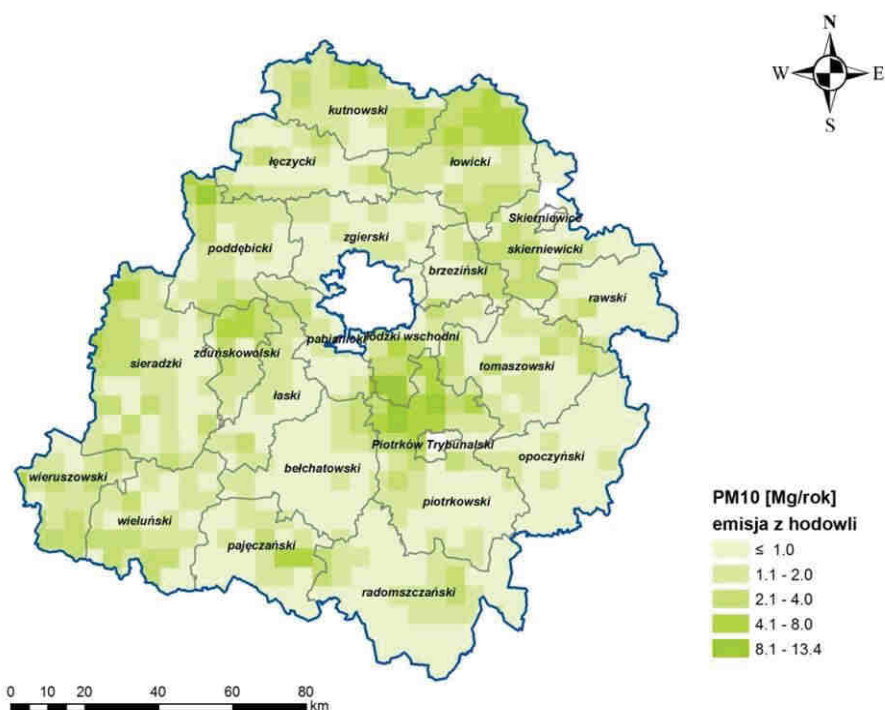 N
W E
S
kutnowski
łęczycki
łowicki
Skierniewice
zgierski
skierniewicki
poddębicki
brzeziński
rawski
pabianicki
łódzki wschodni
zduńskowolski
sieradzki
tomaszowski
łaski
Piotrków Trybunalski
opoczyński
bełchatowski
wieruszowski
piotrkowski
wieluński
pajęczański
radomszczański
PM10 [Mg/rok]
emisja z hodowli
≤ 1.0
1.1 - 2.0
2.1 - 4.0
4.1 - 8.0
8.1 - 13.4
0 10 20 40 60 80
km